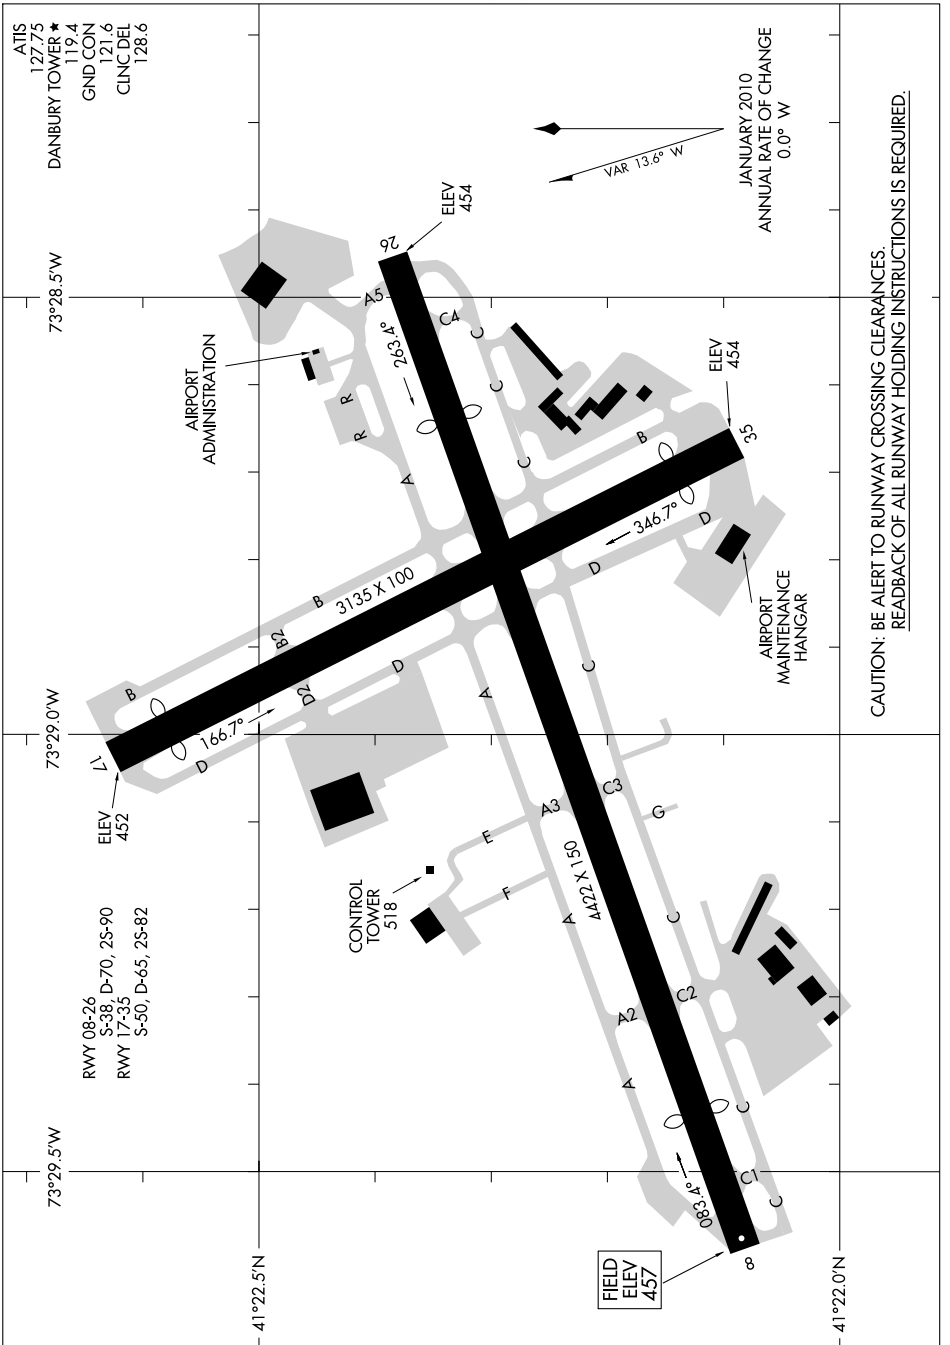 ATIS
127.75
DANBURY TOWER ★
119.4
GND CON
121.6
CLNC DEL
128.6
RWY 08-26
S-38, D-70, 2S-90
RWY 17-35
S-50, D-65, 2S-82
73°29.5'W
73°29.0'W
73°28.5'W
41°22.5'N
41°22.0'N
ELEV
452
17
166.7°
B
D
B2
D2
B
D
3135 X 100
AIRPORT
ADMINISTRATION
R
R
A
A5
26
ELEV
454
263.4°
C4
C
C
C
B
346.7°
D
D
35
ELEV
454
AIRPORT
MAINTENANCE
HANGAR
CONTROL
TOWER
518
E
F
A
A3
C3
C
G
4422 X 150
A
C
A2
C2
A
C
083.4°
C1
C
8
FIELD
ELEV
457
VAR 13.6° W
JANUARY 2010
ANNUAL RATE OF CHANGE
0.0° W
CAUTION: BE ALERT TO RUNWAY CROSSING CLEARANCES.
READBACK OF ALL RUNWAY HOLDING INSTRUCTIONS IS REQUIRED.